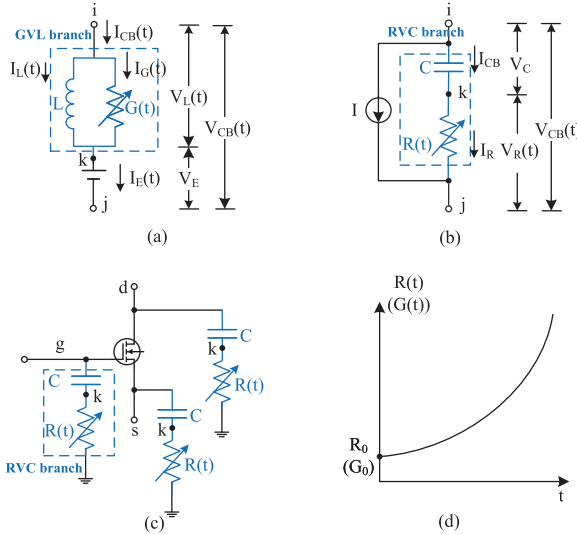 i
GVL branch
I_CB(t)
I_L(t)
I_G(t)
L
G(t)
V_L(t)
V_CB(t)
k
I_E(t)
V_E
j
(a)
i
RVC branch
I_CB
C
V_C
k
I
R(t)
I_R
V_R(t)
V_CB(t)
j
(b)
d
g
C
k
R(t)
C
k
R(t)
RVC branch
s
C
k
R(t)
(c)
R(t)
(G(t))
R_0
(G_0)
t
(d)